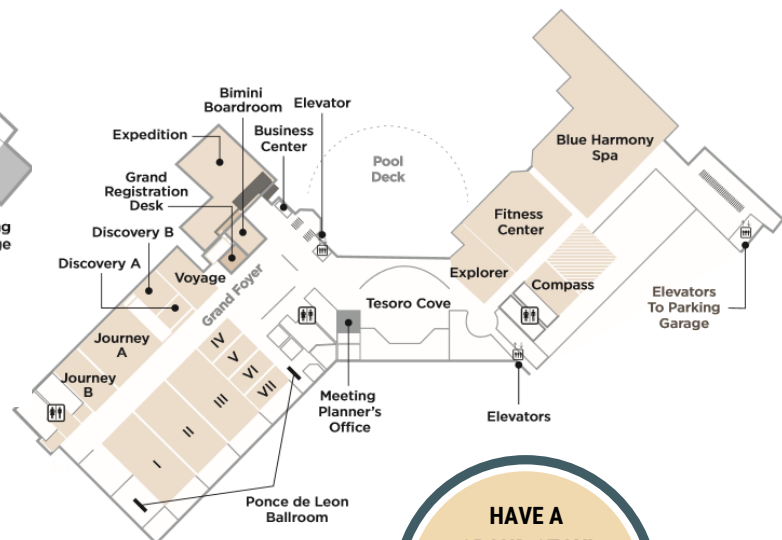 Bimini
Boardroom
Elevator
Expedition
Business
Center
Pool
Deck
Blue Harmony
Spa
Grand
Registration
Desk
Discovery B
Fitness
Center
Discovery A
Voyage
Grand Foyer
Explorer
Compass
Tesoro Cove
Elevators
To Parking
Garage
Journey
A
Journey
B
IV
V
VI
VII
III
II
I
Meeting
Planner's
Office
Elevators
Ponce de Leon
Ballroom
HAVE A